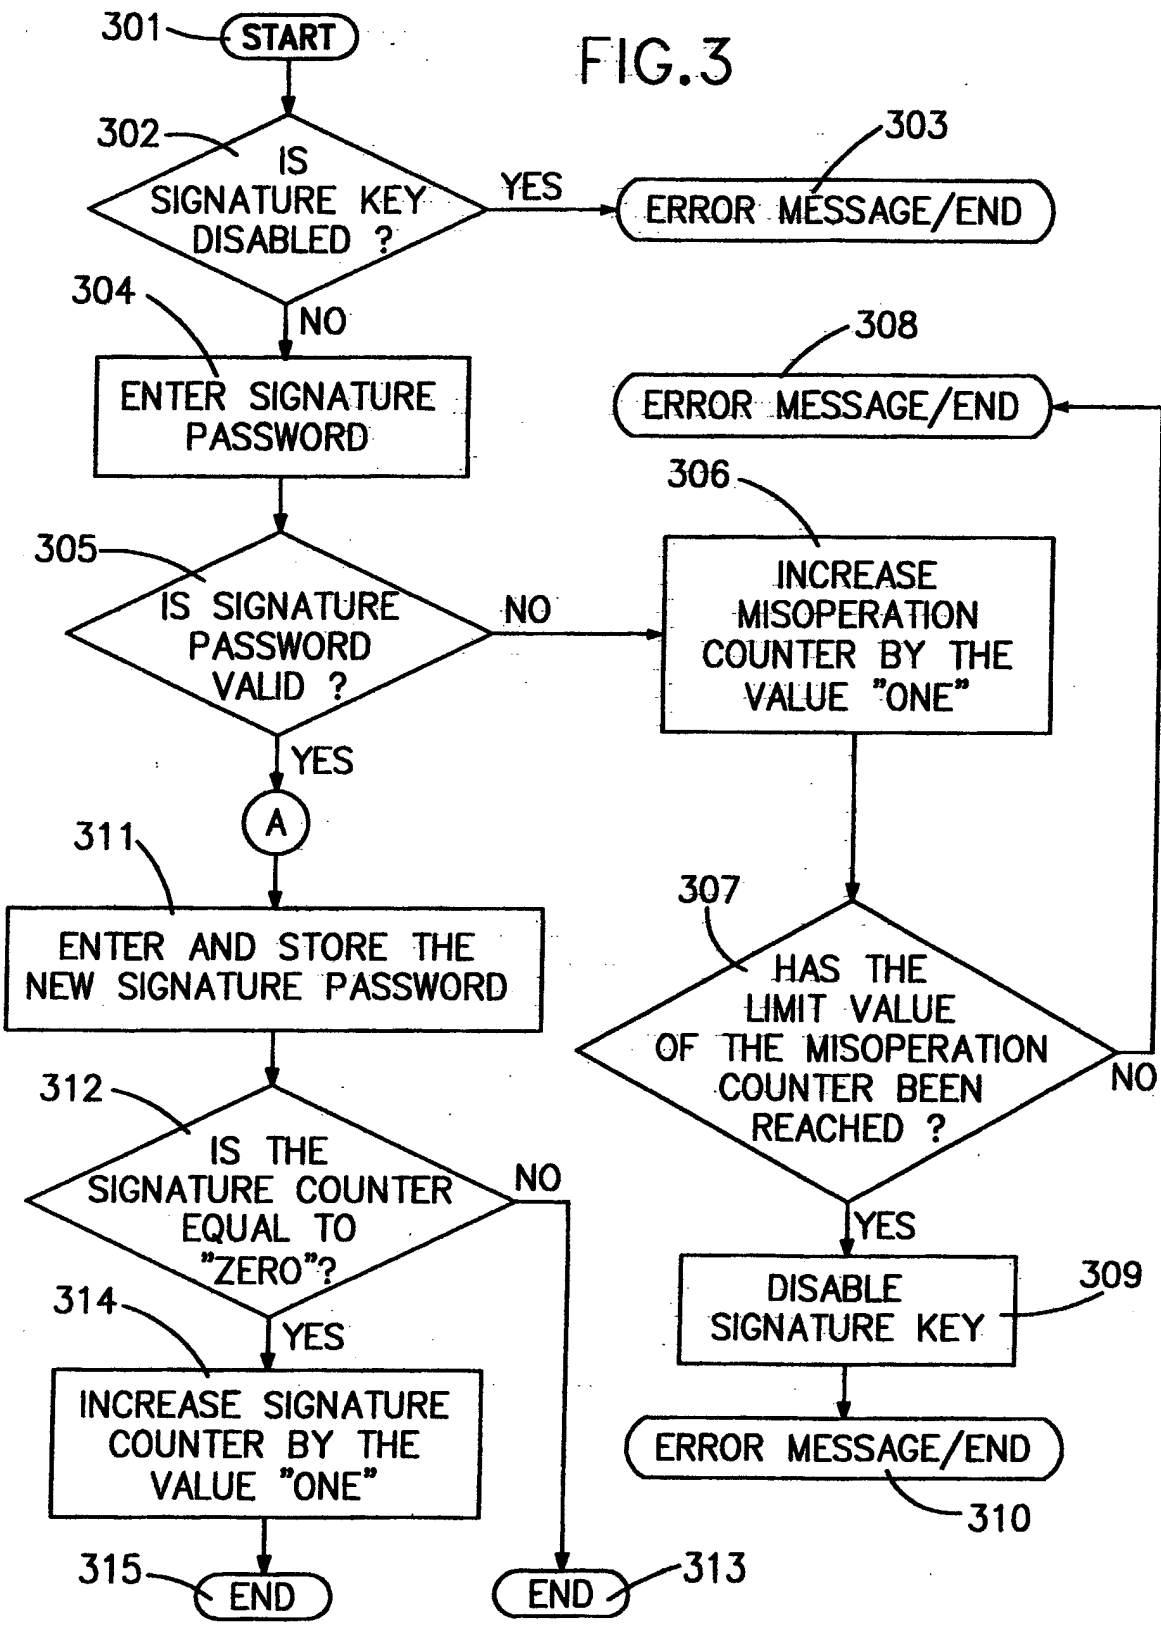 301
START
FIG.3
302
IS
SIGNATURE KEY
DISABLED ?
YES
303
ERROR MESSAGE/END
304
NO
ENTER SIGNATURE
PASSWORD
308
ERROR MESSAGE/END
305
IS SIGNATURE
PASSWORD
VALID ?
NO
306
INCREASE
MISOPERATION
COUNTER BY THE
VALUE "ONE"
YES
A
311
ENTER AND STORE THE
NEW SIGNATURE PASSWORD
307
HAS THE
LIMIT VALUE
OF THE MISOPERATION
COUNTER BEEN
REACHED ?
NO
312
IS THE
SIGNATURE COUNTER
EQUAL TO
"ZERO"?
NO
YES
DISABLE
SIGNATURE KEY
309
314
YES
INCREASE SIGNATURE
COUNTER BY THE
VALUE "ONE"
ERROR MESSAGE/END
310
315
END
END
313